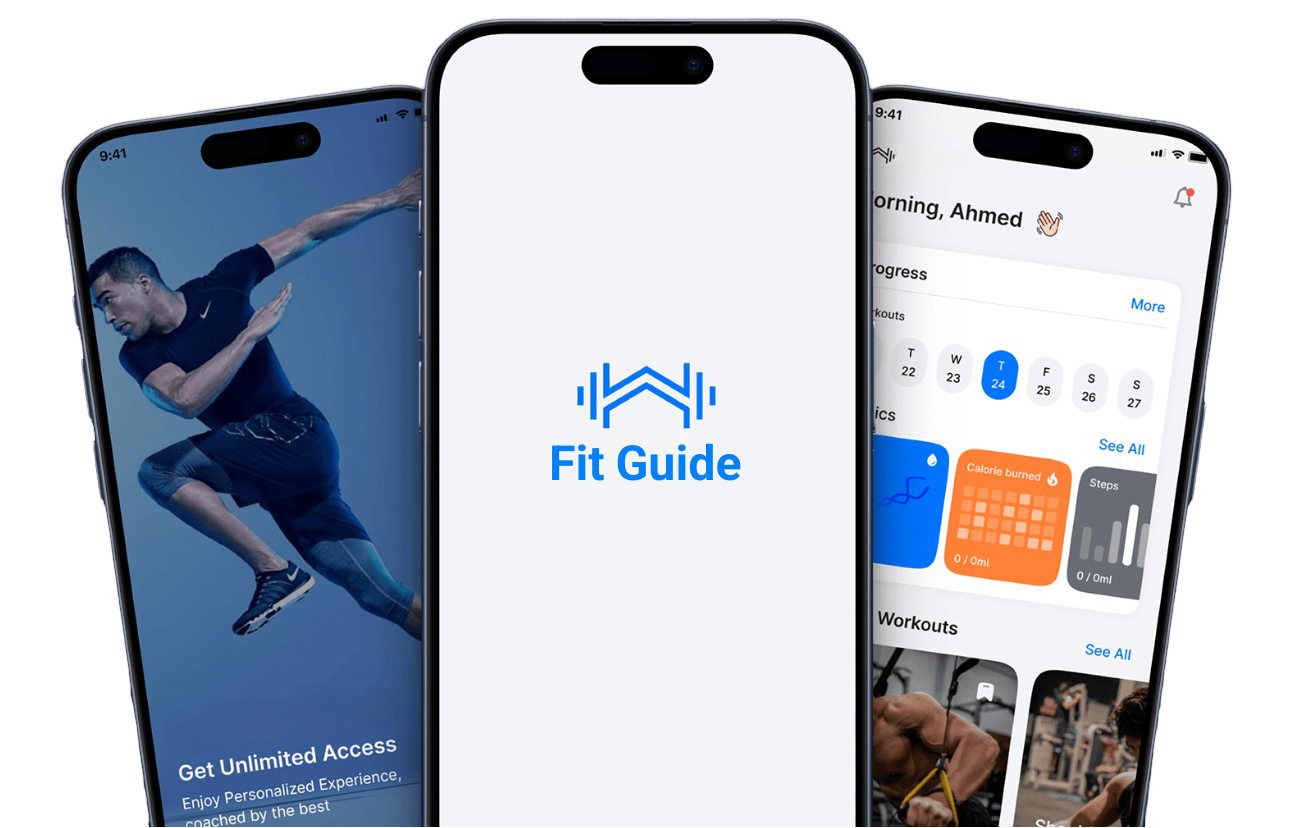 9:41
Get Unlimited Access
Enjoy Personalized Experience,
coached by the best
Fit Guide
9:41
orning, Ahmed
rogress
More
rkouts
T
22
W
23
T
24
F
25
S
26
S
27
ics
See All
Calorie burned
0 / 0ml
Steps
0 / 0ml
Workouts
See All